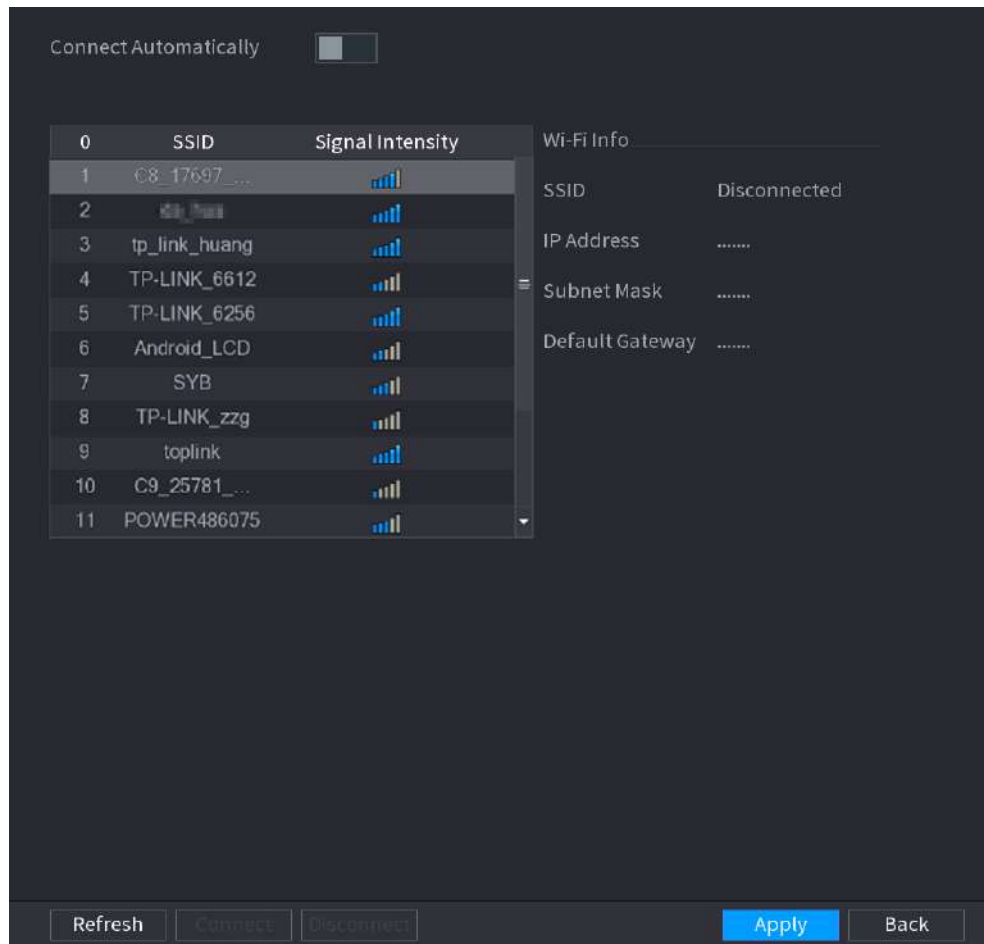 Connect Automatically
0 SSID Signal Intensity
1 C8_17697_...
2
3 tp_link_huang
4 TP-LINK_6612
5 TP-LINK_6256
6 Android_LCD
7 SYB
8 TP-LINK_zzg
9 toplink
10 C9_25781_...
11 POWER486075
Wi-Fi Info
SSID Disconnected
IP Address .......
Subnet Mask .......
Default Gateway .......
Refresh Connect Disconnect Apply Back